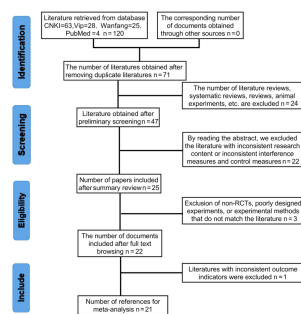 Identification
Literature retrieved from database
CNKI=63,Vip=28, Wanfang=25,
PubMed =4 n=120
The corresponding number
of documents obtained
through other sources n=0
The number of literatures obtained after
removing duplicate literatures n=71
The number of literature reviews,
systematic reviews, reviews, animal
experiments, etc. are excluded n=24
Screening
Literature obtained after
preliminary screening n=47
By reading the abstract, we excluded
the literature with inconsistent research
content or inconsistent interference
measures and control measures n=22
Number of papers included
after summary review n=25
Eligibility
Exclusion of non-RCTs, poorly designed
experiments, or experimental methods
that do not match the literature n=3
The number of documents
included after full text
browsing n=22
Include
Literatures with inconsistent outcome
indicators were excluded n=1
Number of references for
meta-analysis n=21